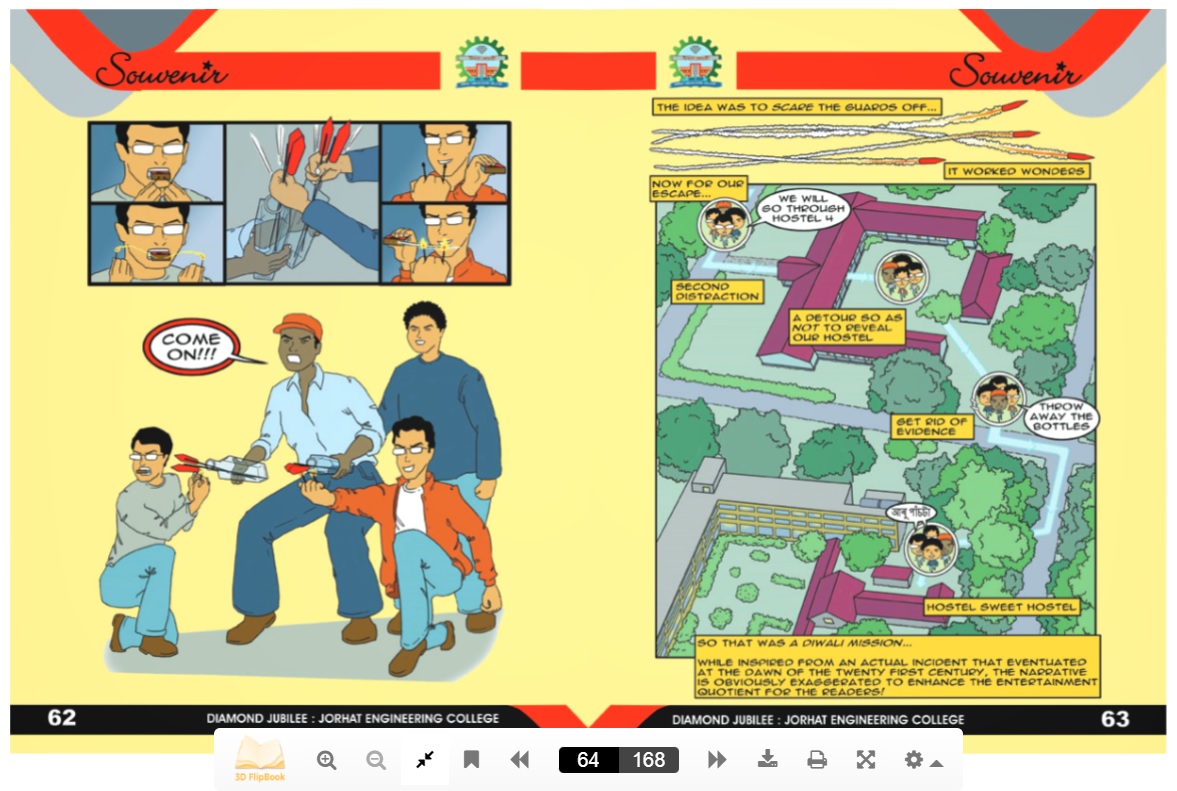 Souvenir
Souvenir
COME
ON!!!
THE IDEA WAS TO SCARE THE GUARDS OFF...
IT WORKED WONDERS
NOW FOR OUR
ESCAPE...
WE WILL
GO THROUGH
HOSTEL 4
SECOND
DISTRACTION
A DETOUR SO AS
NOT TO REVEAL
OUR HOSTEL
GET RID OF
EVIDENCE
THROW
AWAY THE
BOTTLES
আৰু পাঁচটা
HOSTEL SWEET HOSTEL
SO THAT WAS A DIWALI MISSION...
WHILE INSPIRED FROM AN ACTUAL INCIDENT THAT EVENTUATED
AT THE DAWN OF THE TWENTY FIRST CENTURY, THE NARRATIVE
IS OBVIOUSLY EXAGGERATED TO ENHANCE THE ENTERTAINMENT
QUOTIENT FOR THE READERS!
62
DIAMOND JUBILEE : JORHAT ENGINEERING COLLEGE
DIAMOND JUBILEE : JORHAT ENGINEERING COLLEGE
63
3D FlipBook
64
168